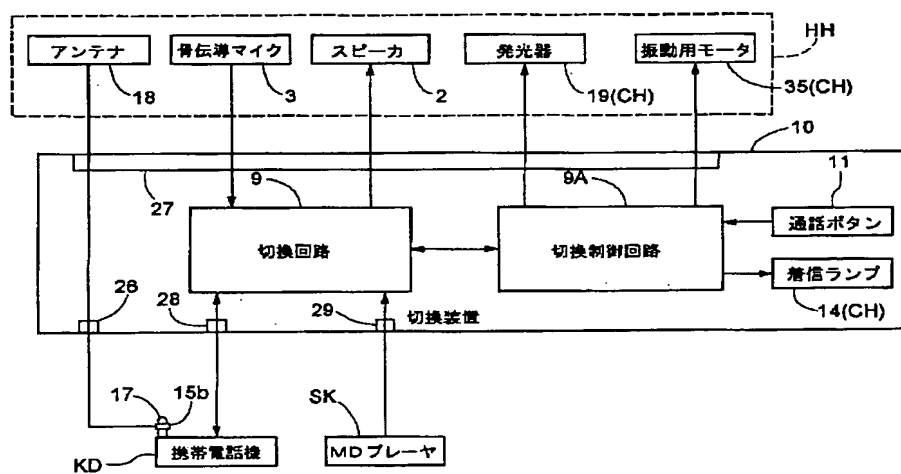 アンテナ 骨伝導マイク スピーカ 発光器 振動用モータ HH
18 3 2 19(CH) 35(CH)
10
9 9A 11
27
切換回路 切換制御回路 通話ボタン
着信ランプ
26 28 29 切換装置 14(CH)
17 15b SK
KD 携帯電話機 MDプレーヤ